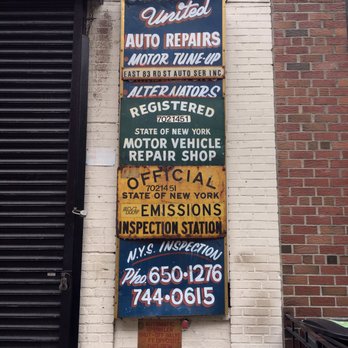 United
AUTO REPAIRS
MOTOR TUNE-UP
EAST 83 RD ST AUTO SER INC
ALTERNATORS
REGISTERED
7021451
STATE OF NEW YORK
MOTOR VEHICLE
REPAIR SHOP
OFFICIAL
7021451
STATE OF NEW YORK
EMISSIONS
INSPECTION STATION
N.Y.S. INSPECTION
Pho. 650·1276
744·0615